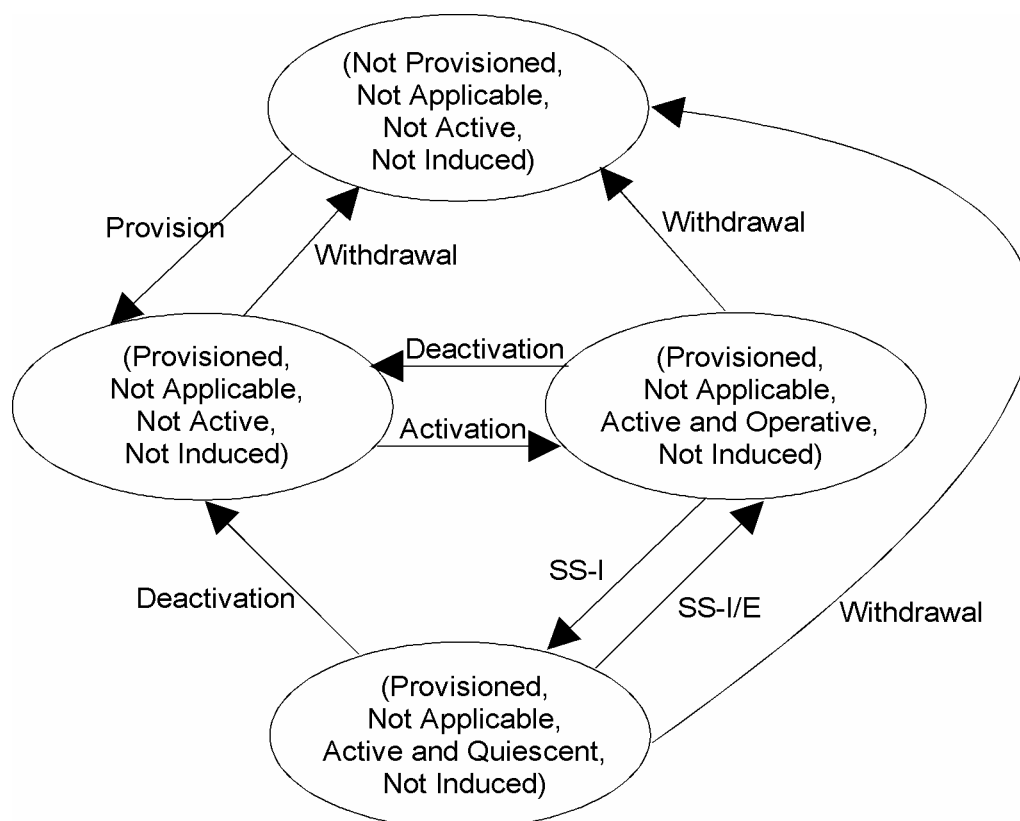 (Not Provisioned,
Not Applicable,
Not Active,
Not Induced)
Provision
Withdrawal
Withdrawal
(Provisioned,
Not Applicable,
Not Active,
Not Induced)
Deactivation
Activation
(Provisioned,
Not Applicable,
Active and Operative,
Not Induced)
Deactivation
SS-I
SS-I/E
Withdrawal
(Provisioned,
Not Applicable,
Active and Quiescent,
Not Induced)